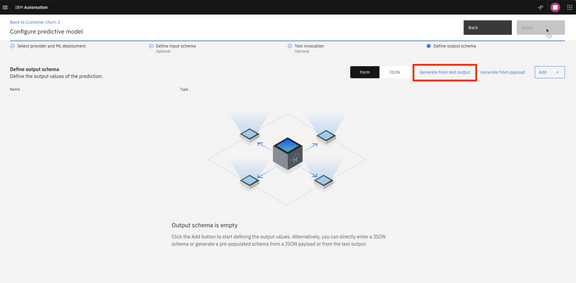 IBM Automation
Back to Customer churn 2
Configure predictive model
Back
Select provider and ML deployment
Define input schema
Optional
Test invocation
Optional
Define output schema
Define output schema
Define the output values of the prediction.
Form
JSON
Generate from test output
Generate from payload
Add
Name
Type
Output schema is empty
Click the Add button to start defining the output values. Alternatively, you can directly enter a JSON
schema or generate a pre-populated schema from a JSON payload or from the test output.